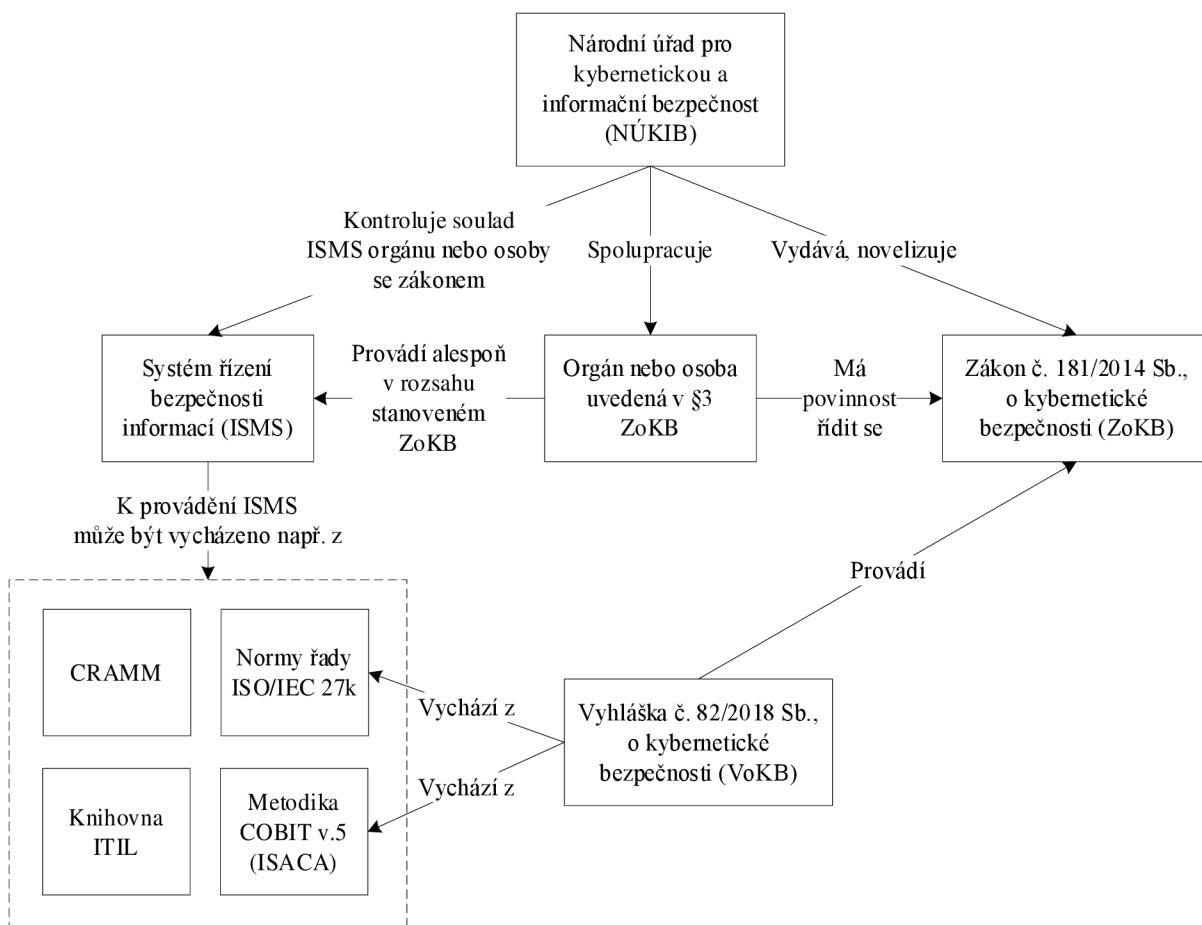 Národní úřad pro
kybernetickou a
informační bezpečnost
(NÚKIB)
Kontroluje soulad
ISMS orgánu nebo osoby
se zákonem
Spolupracuje
Vydává, novelizuje
Systém řízení
bezpečnosti
informací (ISMS)
Provádí alespoň
v rozsahu
stanoveném
ZoKB
Orgán nebo osoba
uvedená v §3
ZoKB
Má
povinnost
řídit se
Zákon č. 181/2014 Sb.,
o kybernetické
bezpečnosti (ZoKB)
K provádění ISMS
může být vycházeno např. z
Provádí
CRAMM
Normy řady
ISO/IEC 27k
Vychází z
Vyhláška č. 82/2018 Sb.,
o kybernetické
bezpečnosti (VoKB)
Vychází z
Knihovna
ITIL
Metodika
COBIT v.5
(ISACA)